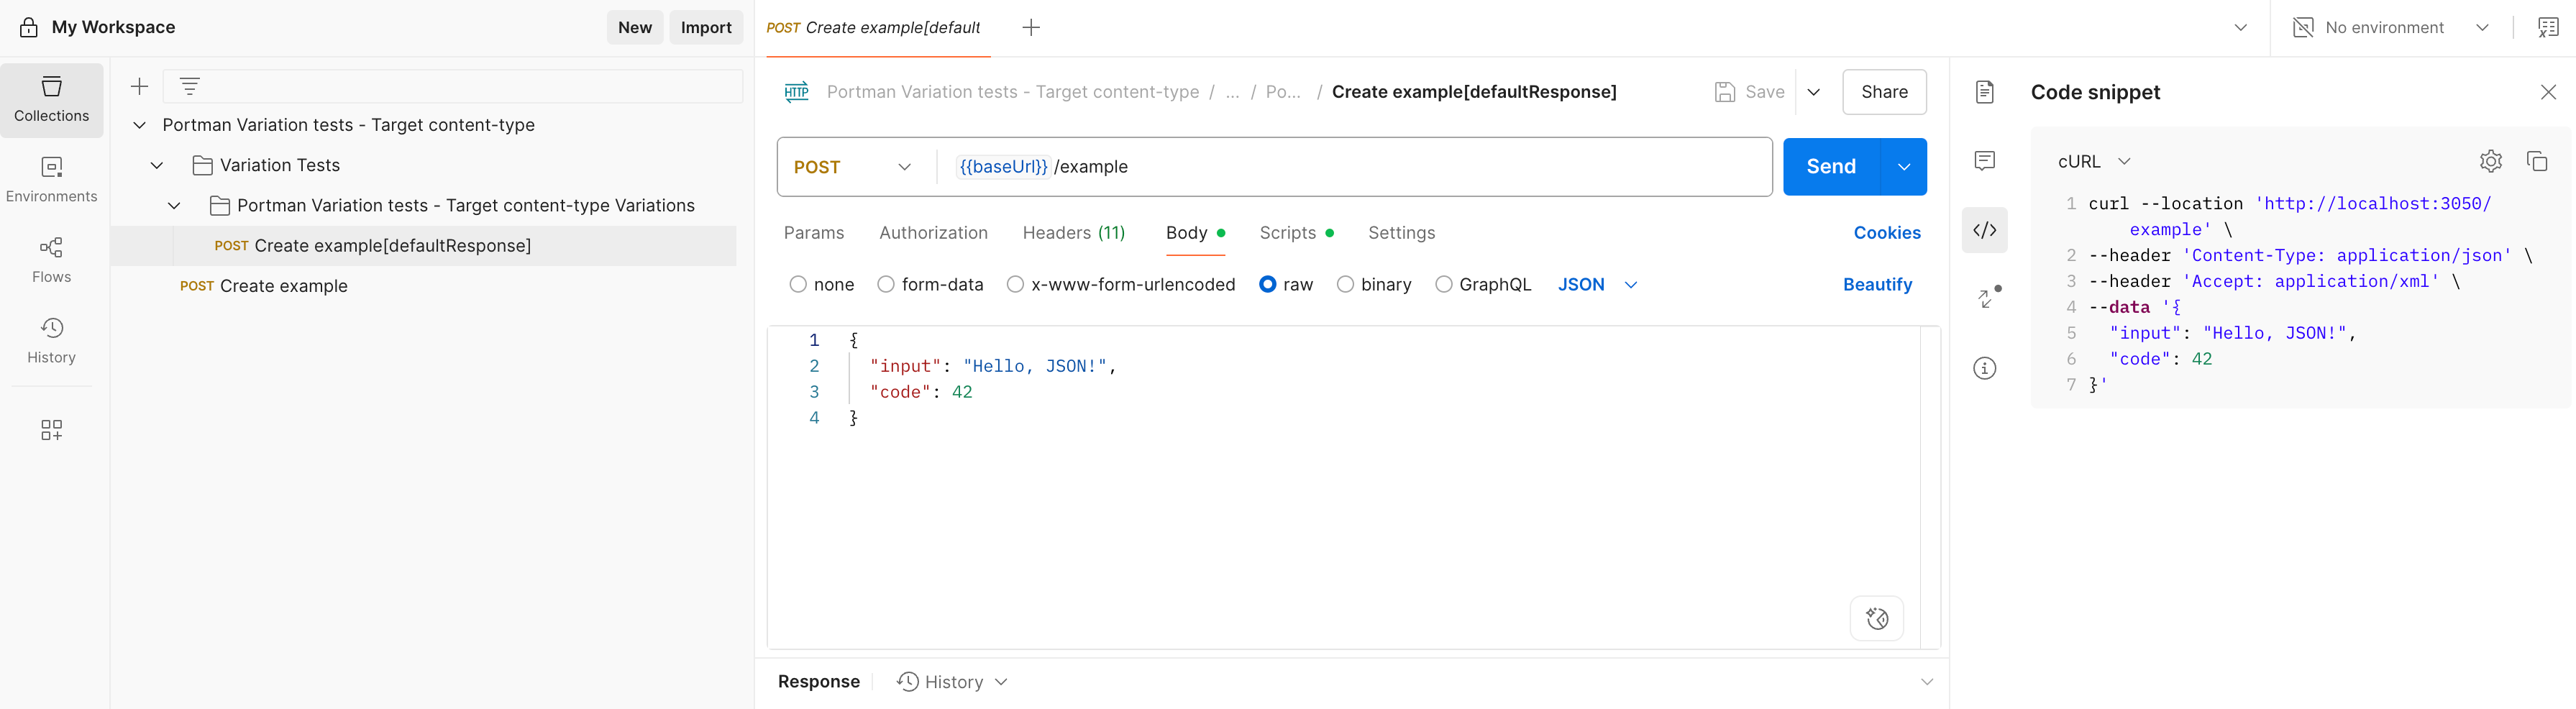 My Workspace
New
Import
POST Create example[default
No environment
Collections
Environments
Flows
History
Portman Variation tests - Target content-type
Variation Tests
Portman Variation tests - Target content-type Variations
POST Create example[defaultResponse]
POST Create example
HTTP Portman Variation tests - Target content-type / ... / Po... / Create example[defaultResponse]
Save
Share
POST {{baseUrl}} /example
Send
Params Authorization Headers (11) Body Scripts Settings
Cookies
none form-data x-www-form-urlencoded raw binary GraphQL JSON
Beautify
1 {
2 "input": "Hello, JSON!",
3 "code": 42
4 }
Response
History
Code snippet
cURL
1 curl --location 'http://localhost:3050/
example' \
2 --header 'Content-Type: application/json' \
3 --header 'Accept: application/xml' \
4 --data '{
5 "input": "Hello, JSON!",
6 "code": 42
7 }'